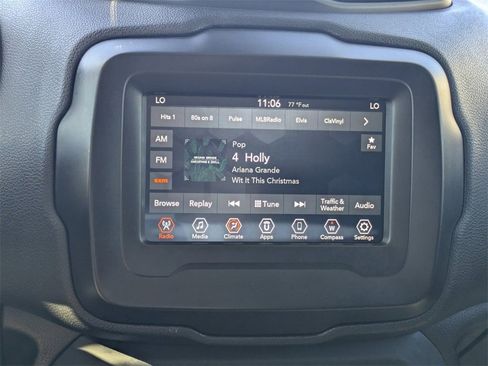 LO 11:06 77 °F out LO
Hits 1 80s on 8 Pulse MLBRadio Elvis ClsVinyl
AM
FM
sxm
Pop
4 Holly
Ariana Grande
Wit It This Christmas
Fav
Browse Replay Tune Traffic & Weather Audio
Radio Media Climate Apps Phone W Compass Settings